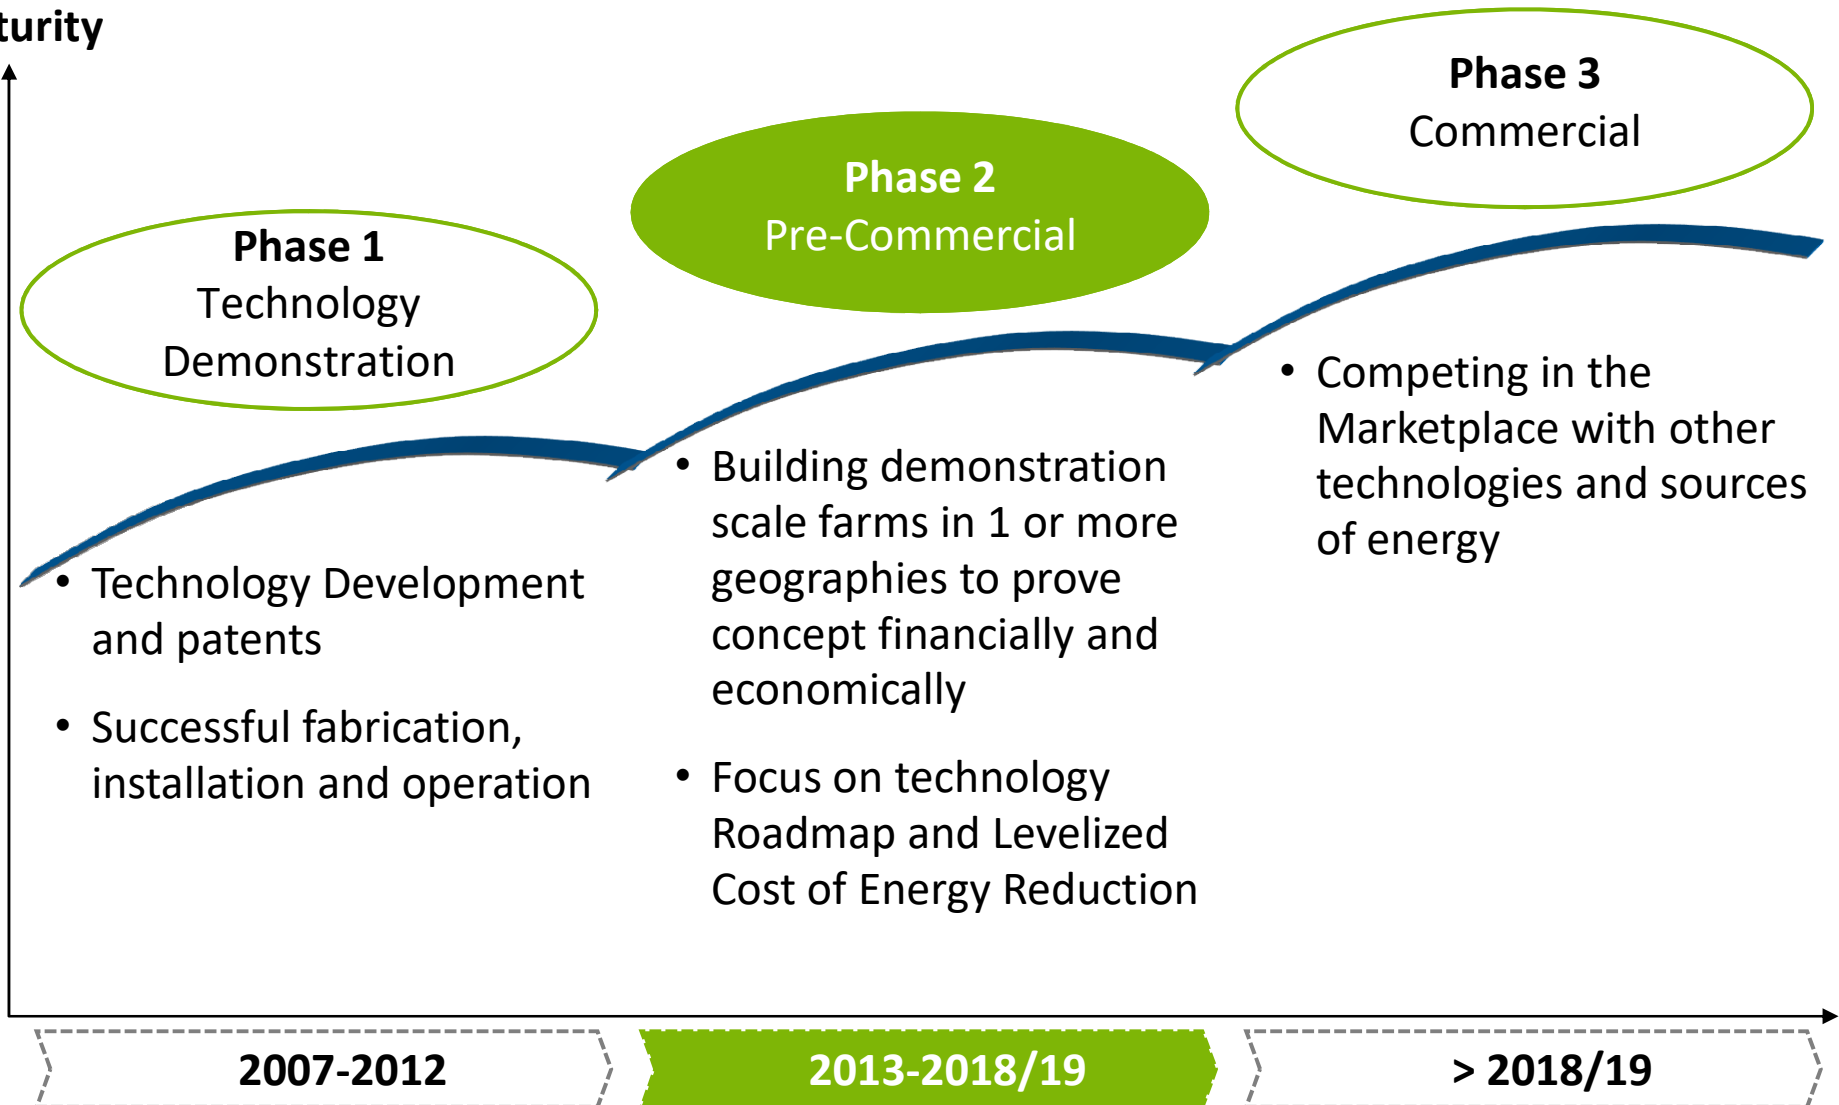 turity
Phase 1
Technology
Demonstration
Phase 2
Pre-Commercial
Phase 3
Commercial
• Technology Development
and patents
• Successful fabrication,
installation and operation
• Building demonstration
scale farms in 1 or more
geographies to prove
concept financially and
economically
• Focus on technology
Roadmap and Levelized
Cost of Energy Reduction
• Competing in the
Marketplace with other
technologies and sources
of energy
2007-2012
2013-2018/19
> 2018/19